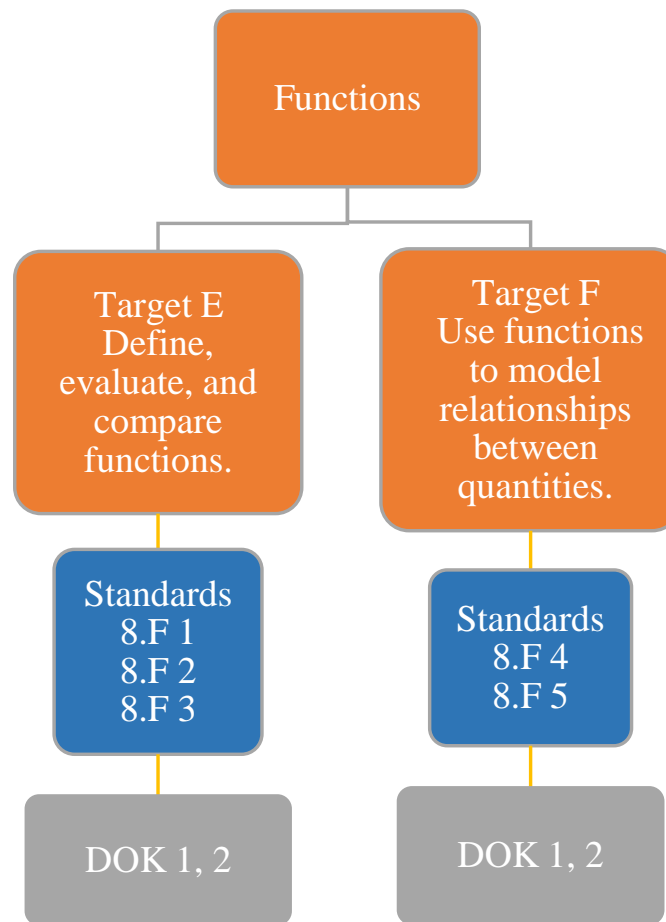 Functions
Target E
Define,
evaluate, and
compare
functions.
Standards
8.F 1
8.F 2
8.F 3
DOK 1, 2
Target F
Use functions
to model
relationships
between
quantities.
Standards
8.F 4
8.F 5
DOK 1, 2